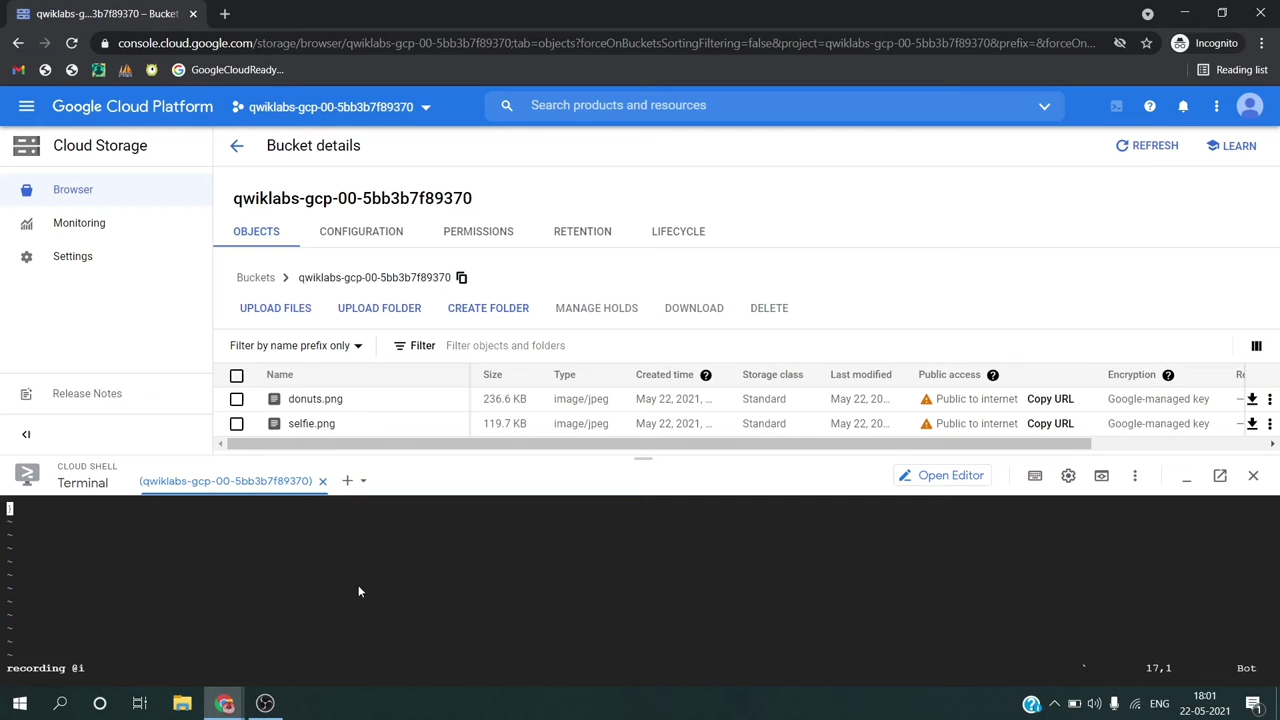 qwiklabs-gcp-00-5bb3b7f89370 – Bucket
console.cloud.google.com/storage/browser/qwiklabs-gcp-00-5bb3b7f89370;tab=objects?forceOnBucketsSortingFiltering=false&project=qwiklabs-gcp-00-5bb3b7f89370&prefix=&forceOn...
Incognito
GoogleCloudReady...
Reading list
Google Cloud Platform
qwiklabs-gcp-00-5bb3b7f89370
Search products and resources
Cloud Storage
Bucket details
REFRESH
LEARN
Browser
qwiklabs-gcp-00-5bb3b7f89370
Monitoring
OBJECTS CONFIGURATION PERMISSIONS RETENTION LIFECYCLE
Settings
Buckets > qwiklabs-gcp-00-5bb3b7f89370
UPLOAD FILES UPLOAD FOLDER CREATE FOLDER MANAGE HOLDS DOWNLOAD DELETE
Filter by name prefix only Filter Filter objects and folders
Name Size Type Created time Storage class Last modified Public access Encryption Re
Release Notes
donuts.png 236.6 KB image/jpeg May 22, 2021, ... Standard May 22, 20... Public to internet Copy URL Google-managed key —
selfie.png 119.7 KB image/jpeg May 22, 2021, ... Standard May 22, 20... Public to internet Copy URL Google-managed key —
CLOUD SHELL
Terminal
(qwiklabs-gcp-00-5bb3b7f89370)
Open Editor
}
~
~
~
~
~
~
~
~
~
~
~
recording @i ` 17,1 Bot
ENG
18:01
22-05-2021
1